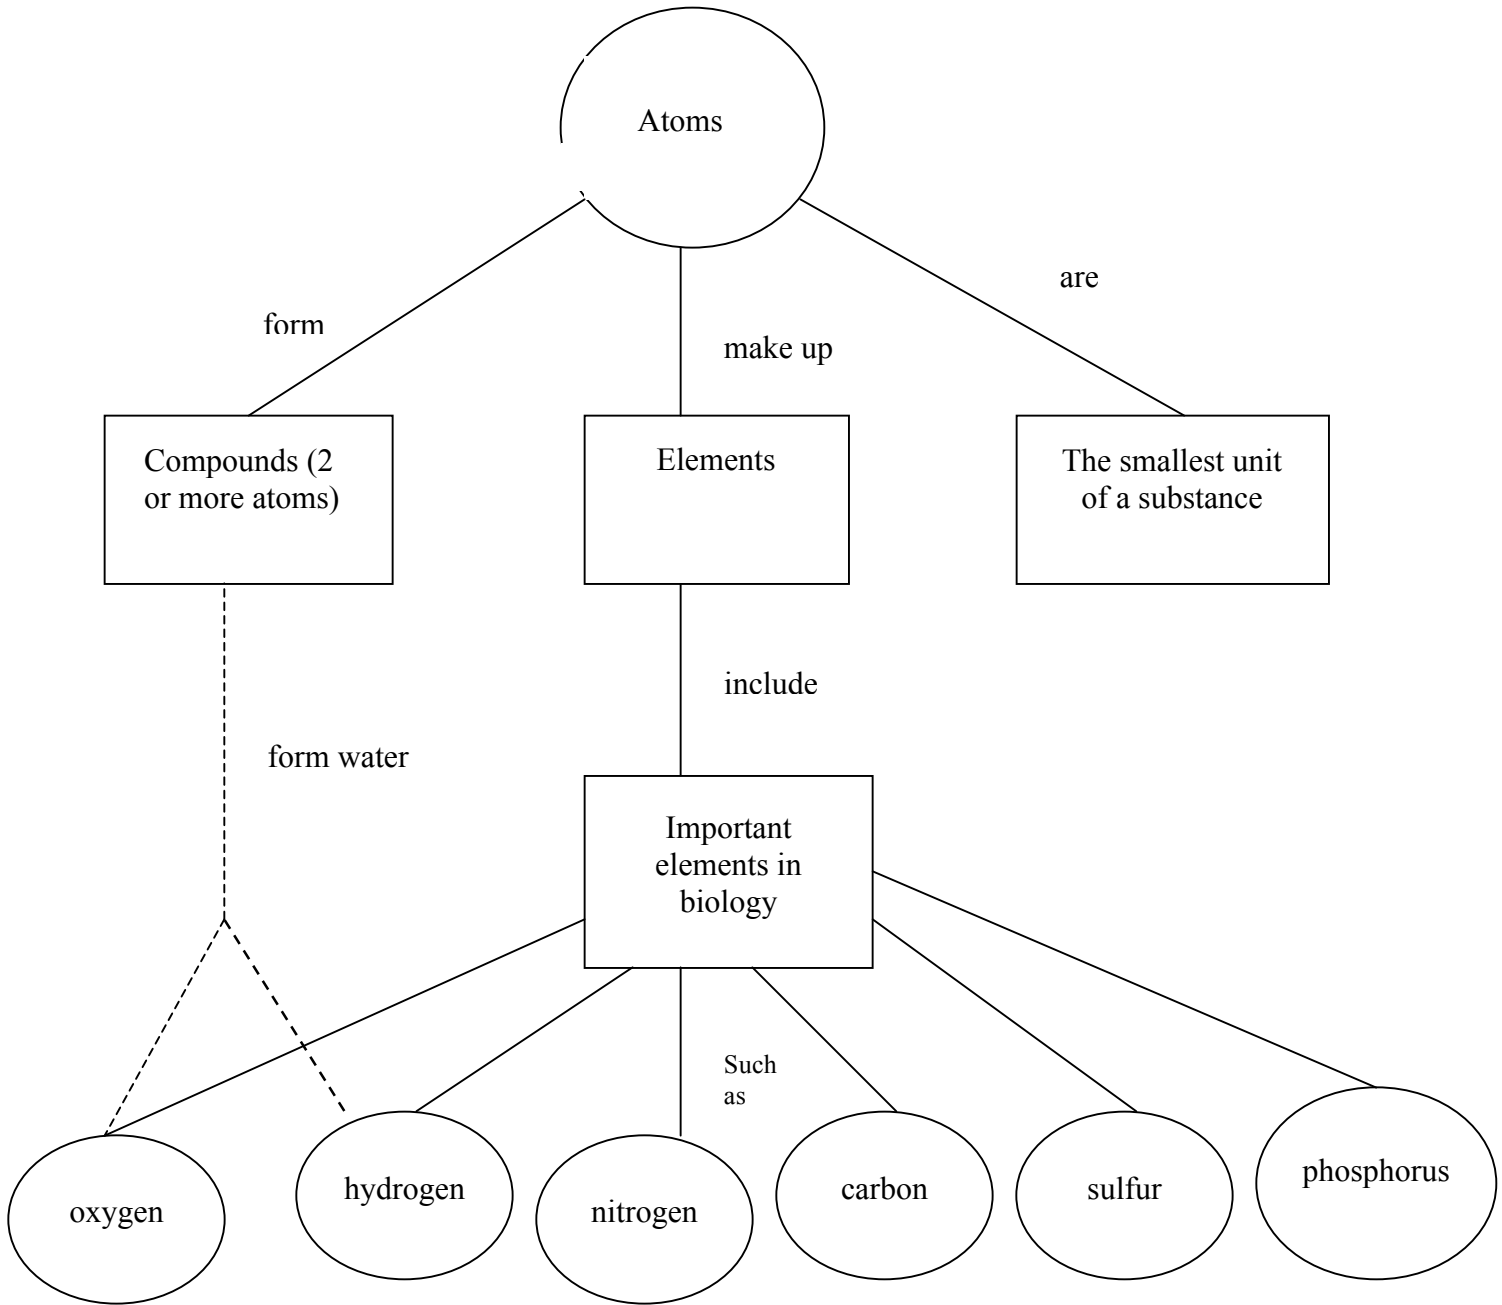 Atoms
are
form
make up
Compounds (2
or more atoms)
Elements
The smallest unit
of a substance
include
form water
Important
elements in
biology
Such
as
oxygen
hydrogen
nitrogen
carbon
sulfur
phosphorus